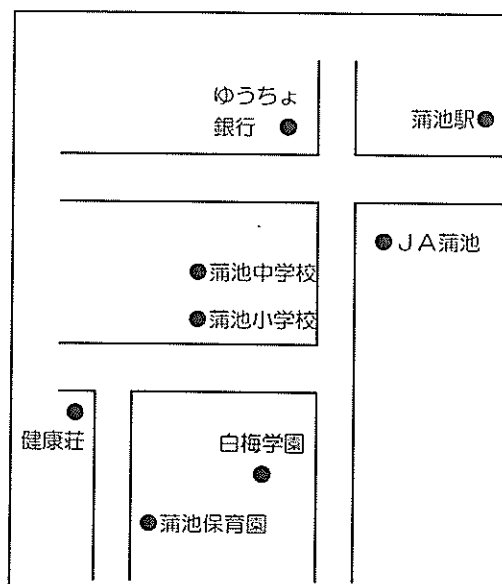 ゆうちょ
銀行
蒲池駅
JA蒲池
蒲池中学校
蒲池小学校
健康荘
白梅学園
蒲池保育園